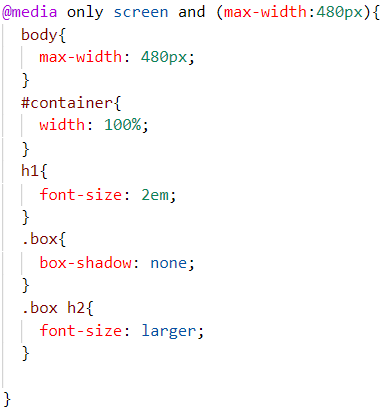 @media only screen and (max-width:480px){
body{
max-width: 480px;
}
#container{
width: 100%;
}
h1{
font-size: 2em;
}
.box{
box-shadow: none;
}
.box h2{
font-size: larger;
}
}